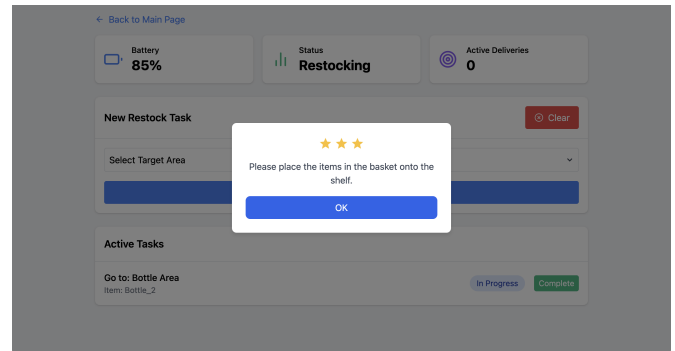 ← Back to Main Page
Battery
85%
Status
Restocking
Active Deliveries
0
New Restock Task
Clear
Select Target Area
Please place the items in the basket onto the
shelf.
OK
Active Tasks
Go to: Bottle Area
Item: Bottle_2
In Progress
Complete